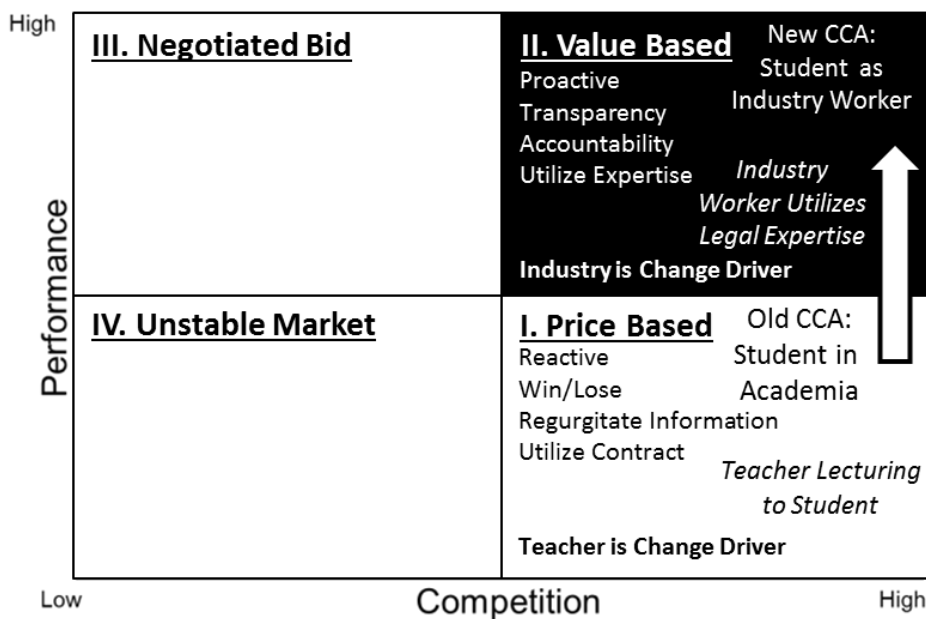 High
Performance
III. Negotiated Bid
II. Value Based
Proactive
Transparency
Accountability
Utilize Expertise
New CCA:
Student as
Industry Worker
Industry
Worker Utilizes
Legal Expertise
Industry is Change Driver
IV. Unstable Market
I. Price Based
Reactive
Win/Lose
Regurgitate Information
Utilize Contract
Old CCA:
Student in
Academia
Teacher Lecturing
to Student
Teacher is Change Driver
Low
Competition
High